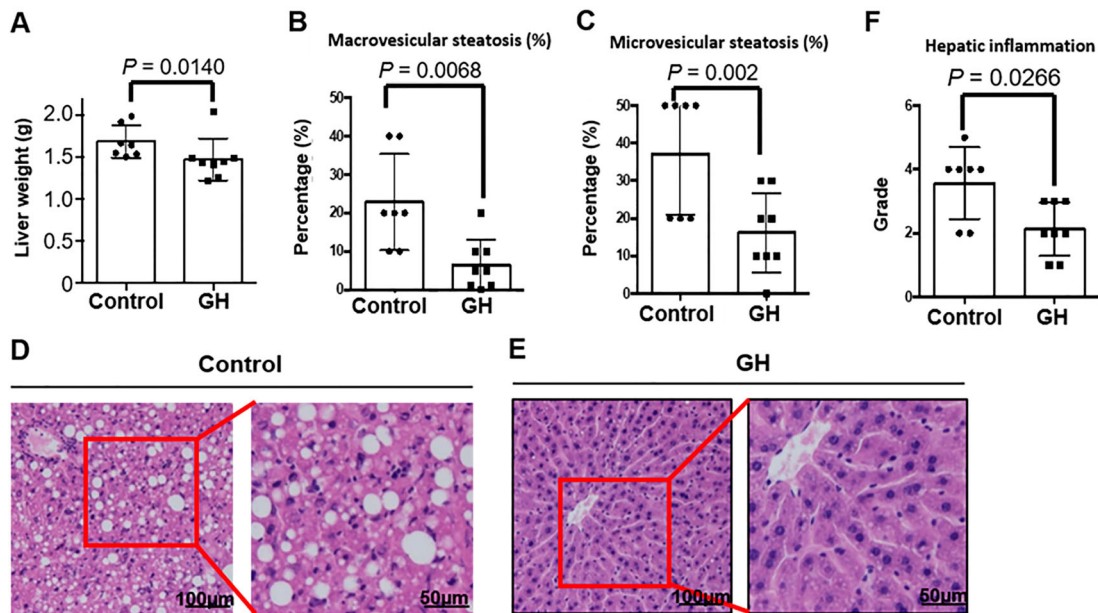 A
P = 0.0140
Liver weight (g)
2.0
1.5
1.0
0.5
0
Control
GH
B
Macrovesicular steatosis (%)
P = 0.0068
Percentage (%)
50
40
30
20
10
0
Control
GH
C
Microvesicular steatosis (%)
P = 0.002
Percentage (%)
50
40
30
20
10
0
Control
GH
F
Hepatic inflammation
P = 0.0266
Grade
6
4
2
0
Control
GH
D
Control
100µm
50µm
E
GH
100µm
50µm